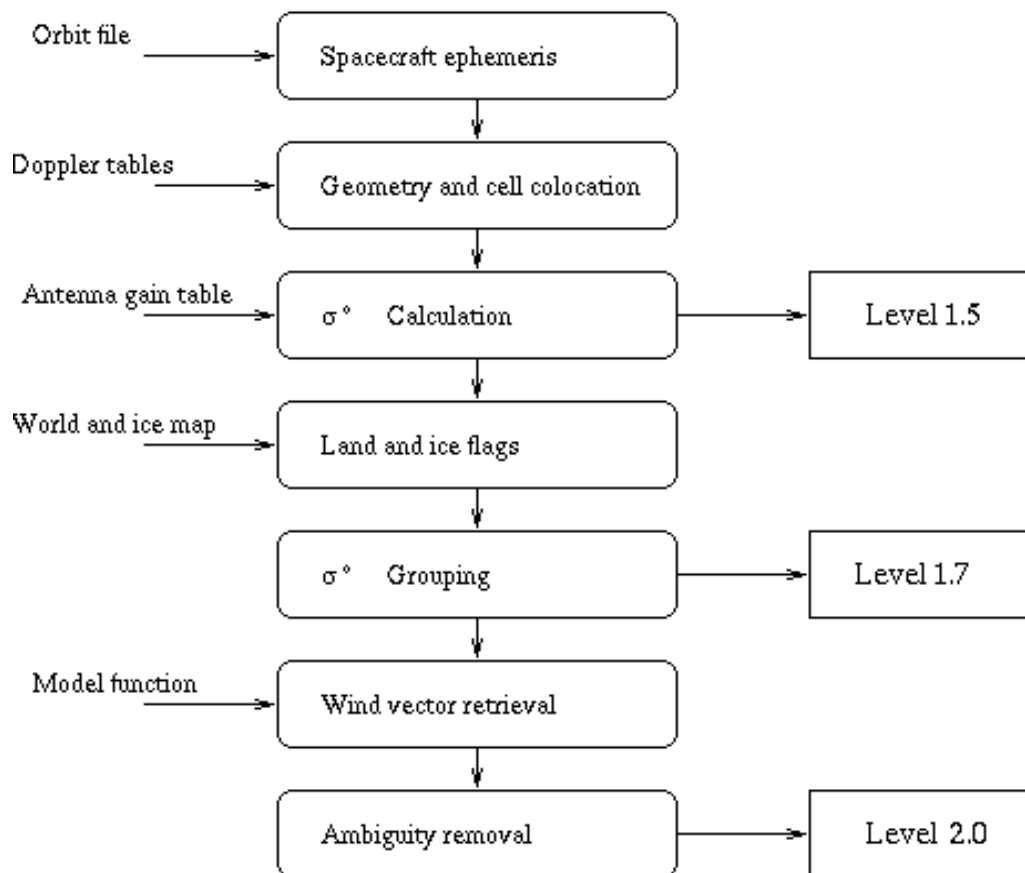 Orbit file
Spacecraft ephemeris
Doppler tables
Geometry and cell colocation
Antenna gain table
σ° Calculation
Level 1.5
World and ice map
Land and ice flags
σ° Grouping
Level 1.7
Model function
Wind vector retrieval
Ambiguity removal
Level 2.0